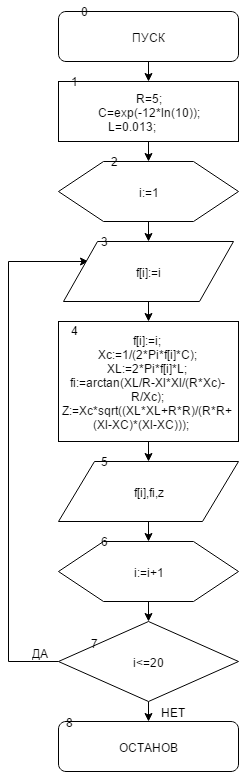 0
ПУСК
1
R=5;
C=exp(-12*ln(10));
L=0.013;
2
i:=1
3
f[i]:=i
4
f[i]:=i;
Xc:=1/(2*Pi*f[i]*C);
XL:=2*Pi*f[i]*L;
fi:=arctan(XL/R-Xl*Xl/(R*Xc)-
R/Xc);
Z:=Xc*sqrt((XL*XL+R*R)/(R*R+
(Xl-XC)*(Xl-XC)));
5
f[i],fi,z
6
i:=i+1
7
i<=20
ДА
НЕТ
8
ОСТАНОВ